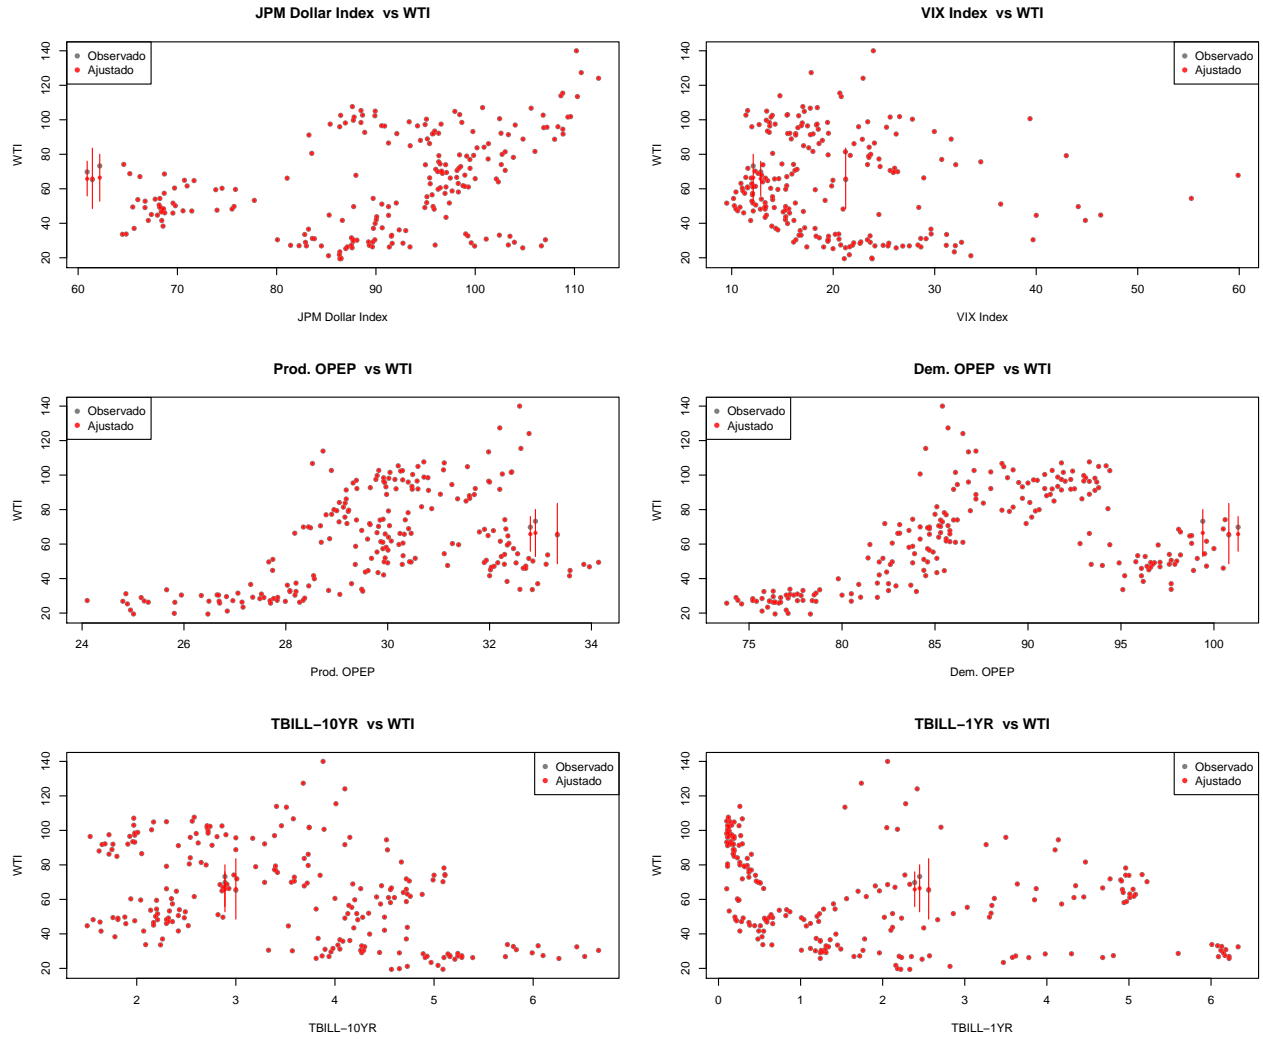 JPM Dollar Index vs WTI
WTI
140
120
100
80
60
40
20
Observado
Ajustado
60 70 80 90 100 110
JPM Dollar Index
VIX Index vs WTI
WTI
140
120
100
80
60
40
20
Observado
Ajustado
10 20 30 40 50 60
VIX Index
Prod. OPEP vs WTI
WTI
140
120
100
80
60
40
20
Observado
Ajustado
24 26 28 30 32 34
Prod. OPEP
Dem. OPEP vs WTI
WTI
140
120
100
80
60
40
20
Observado
Ajustado
75 80 85 90 95 100
Dem. OPEP
TBILL−10YR vs WTI
WTI
140
120
100
80
60
40
20
Observado
Ajustado
2 3 4 5 6
TBILL−10YR
TBILL−1YR vs WTI
WTI
140
120
100
80
60
40
20
Observado
Ajustado
0 1 2 3 4 5 6
TBILL−1YR